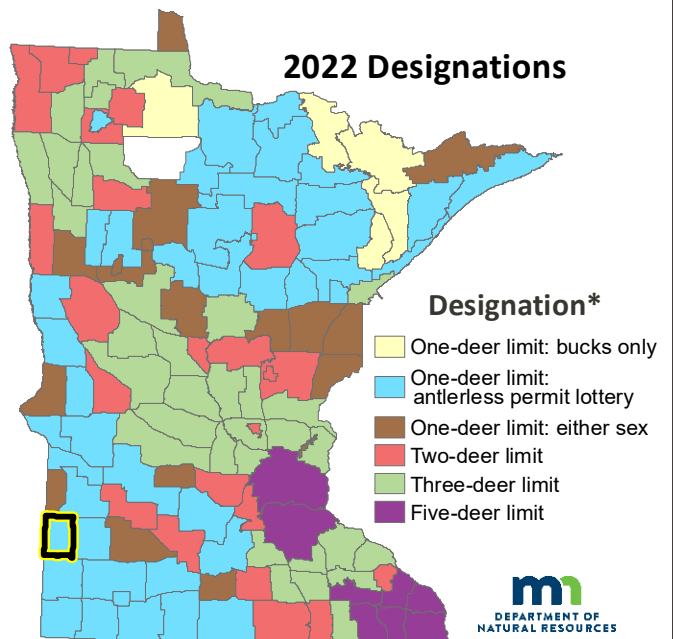 2022 Designations
Designation*
One-deer limit: bucks only
One-deer limit:
antlerless permit lottery
One-deer limit: either sex
Two-deer limit
Three-deer limit
Five-deer limit
mn
DEPARTMENT OF
NATURAL RESOURCES